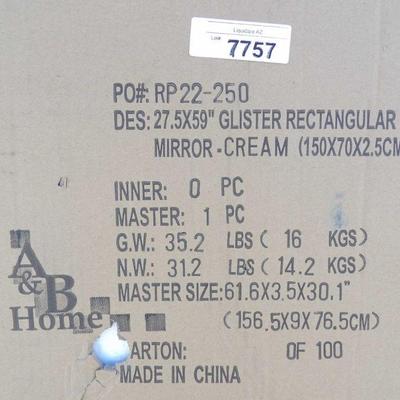 Liquidate AZ
Lot# 7757
PO#: RP22-250
DES: 27.5X59" GLISTER RECTANGULAR
MIRROR - CREAM (150X70X2.5CM
INNER: 0 PC
MASTER: 1 PC
G.W.: 35.2 LBS ( 16 KGS)
N.W.: 31.2 LBS ( 14.2 KGS)
MASTER SIZE: 61.6X3.5X30.1"
(156.5X9X76.5CM)
A&B
Home
ARTON: OF 100
MADE IN CHINA